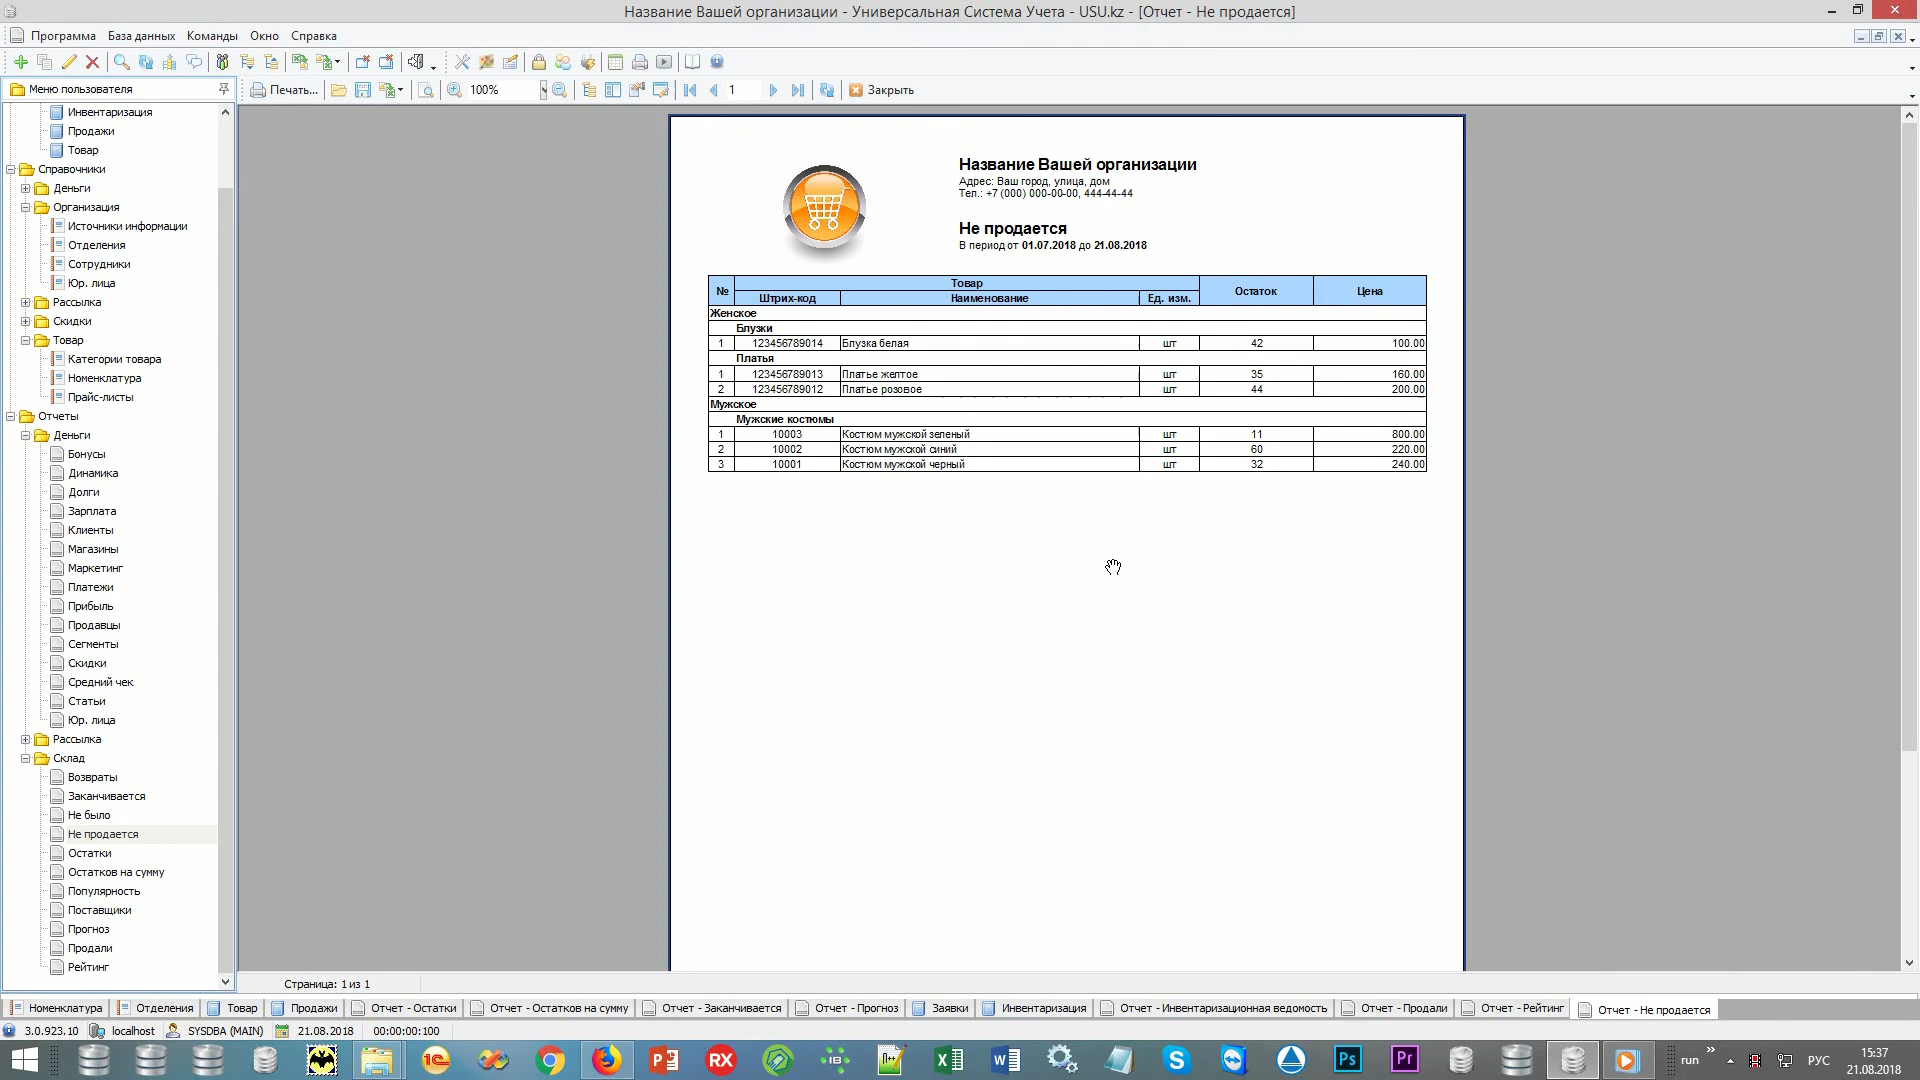 Название Вашей организации - Универсальная Система Учета - USU.kz - [Отчет - Не продается]
Программа База данных Команды Окно Справка
Меню пользователя
Печать... 100% 1 Закрыть
Инвентаризация
Продажи
Товар
Справочники
Деньги
Организация
Источники информации
Отделения
Сотрудники
Юр. лица
Рассылка
Скидки
Товар
Категории товара
Номенклатура
Прайс-листы
Отчеты
Деньги
Бонусы
Динамика
Долги
Зарплата
Клиенты
Магазины
Маркетинг
Платежи
Прибыль
Продавцы
Сегменты
Скидки
Средний чек
Статьи
Юр. лица
Рассылка
Склад
Возвраты
Заканчивается
Не было
Не продается
Остатки
Остатков на сумму
Популярность
Поставщики
Прогноз
Продали
Рейтинг
Название Вашей организации
Адрес: Ваш город, улица, дом
Тел.: +7 (000) 000-00-00, 444-44-44
Не продается
В период от 01.07.2018 до 21.08.2018
№ Товар Остаток Цена
Штрих-код Наименование Ед. изм.
Женское
Блузки
1 123456789014 Блузка белая шт 42 100.00
Платья
1 123456789013 Платье желтое шт 35 160.00
2 123456789012 Платье розовое шт 44 200.00
Мужское
Мужские костюмы
1 10003 Костюм мужской зеленый шт 11 800.00
2 10002 Костюм мужской синий шт 60 220.00
3 10001 Костюм мужской черный шт 32 240.00
Страница: 1 из 1
Номенклатура Отделения Товар Продажи Отчет - Остатки Отчет - Остатков на сумму Отчет - Заканчивается Отчет - Прогноз Заявки Инвентаризация Отчет - Инвентаризационная ведомость Отчет - Продали Отчет - Рейтинг Отчет - Не продается
3.0.923.10 localhost SYSDBA (MAIN) 21.08.2018 00:00:00:100
run » РУС 15:37
21.08.2018